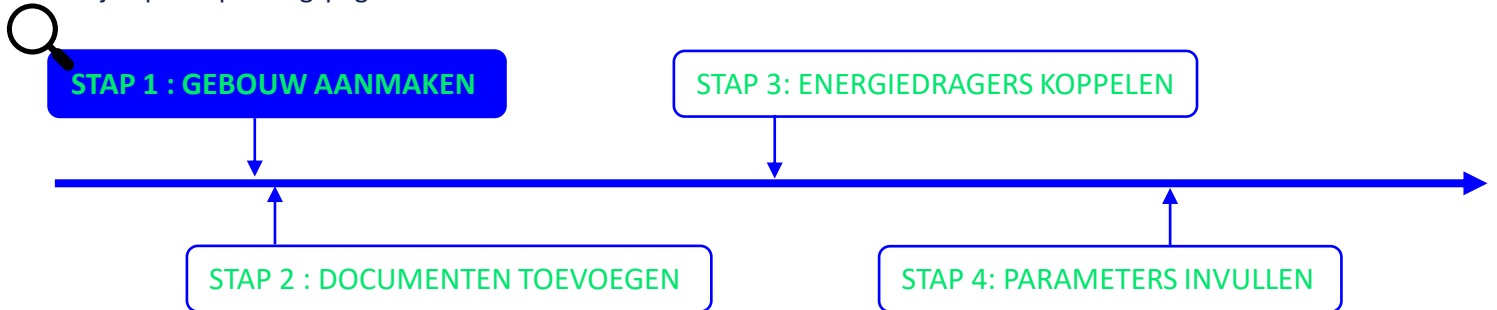 STAP 1 : GEBOUW AANMAKEN
STAP 3: ENERGIEDRAGERS KOPPELEN
STAP 2 : DOCUMENTEN TOEVOEGEN
STAP 4: PARAMETERS INVULLEN